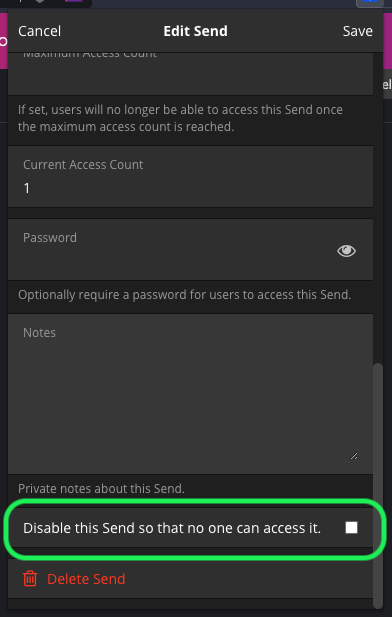 Cancel
Edit Send
Save
Maximum Access Count
If set, users will no longer be able to access this Send once
the maximum access count is reached.
Current Access Count
1
Password
Optionally require a password for users to access this Send.
Notes
Private notes about this Send.
Disable this Send so that no one can access it.
Delete Send